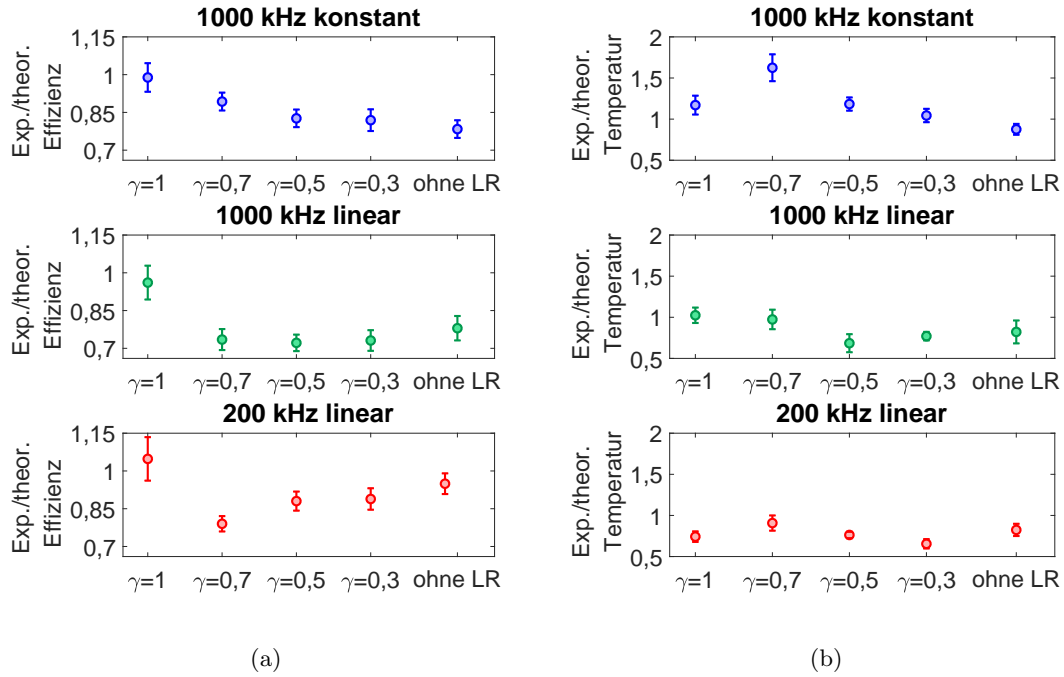 1000 kHz konstant
Exp./theor.
Effizienz
1,15
1
0,85
0,7
γ=1 γ=0,7 γ=0,5 γ=0,3 ohne LR
1000 kHz linear
Exp./theor.
Effizienz
1,15
1
0,85
0,7
γ=1 γ=0,7 γ=0,5 γ=0,3 ohne LR
200 kHz linear
Exp./theor.
Effizienz
1,15
1
0,85
0,7
γ=1 γ=0,7 γ=0,5 γ=0,3 ohne LR
(a)
1000 kHz konstant
Exp./theor.
Temperatur
2
1,5
1
0,5
γ=1 γ=0,7 γ=0,5 γ=0,3 ohne LR
1000 kHz linear
Exp./theor.
Temperatur
2
1,5
1
0,5
γ=1 γ=0,7 γ=0,5 γ=0,3 ohne LR
200 kHz linear
Exp./theor.
Temperatur
2
1,5
1
0,5
γ=1 γ=0,7 γ=0,5 γ=0,3 ohne LR
(b)